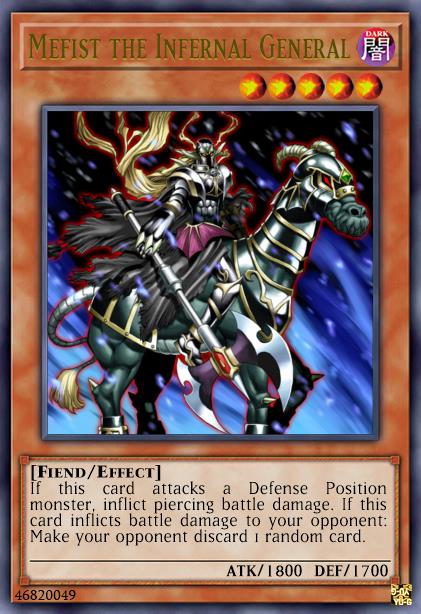 MEFIST THE INFERNAL GENERAL
DARK
闇
[FIEND/EFFECT]
If this card attacks a Defense Position
monster, inflict piercing battle damage. If this
card inflicts battle damage to your opponent:
Make your opponent discard 1 random card.
ATK/1800 DEF/1700
46820049